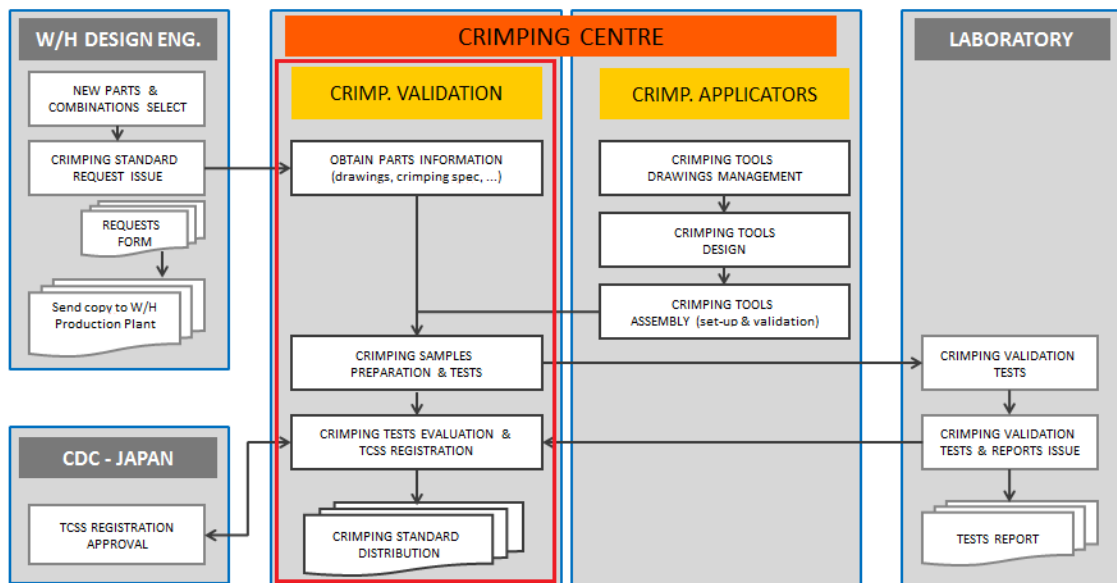 W/H DESIGN ENG.
NEW PARTS &
COMBINATIONS SELECT
CRIMPING STANDARD
REQUEST ISSUE
REQUESTS
FORM
Send copy to W/H
Production Plant
CDC - JAPAN
TCSS REGISTRATION
APPROVAL
CRIMPING CENTRE
CRIMP. VALIDATION
OBTAIN PARTS INFORMATION
(drawings, crimping spec, ...)
CRIMPING SAMPLES
PREPARATION & TESTS
CRIMPING TESTS EVALUATION &
TCSS REGISTRATION
CRIMPING STANDARD
DISTRIBUTION
CRIMP. APPLICATORS
CRIMPING TOOLS
DRAWINGS MANAGEMENT
CRIMPING TOOLS
DESIGN
CRIMPING TOOLS
ASSEMBLY (set-up & validation)
LABORATORY
CRIMPING VALIDATION
TESTS
CRIMPING VALIDATION
TESTS & REPORTS ISSUE
TESTS REPORT